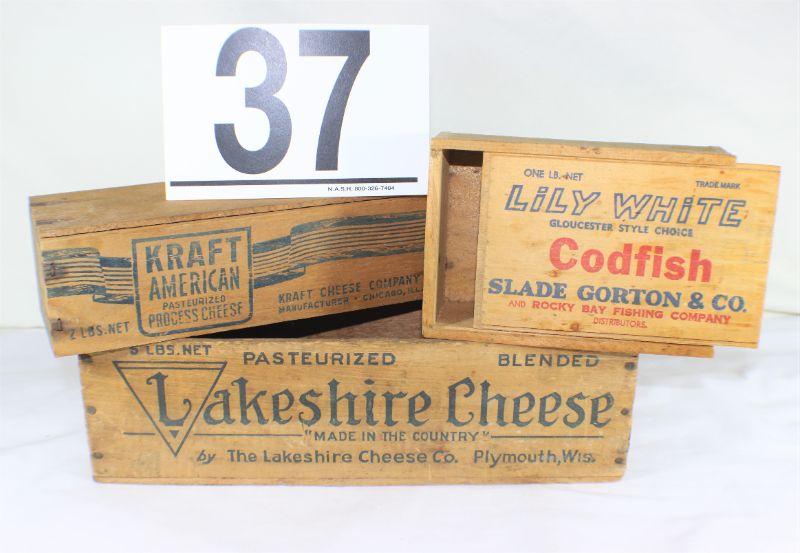 37
N.A.S.H. 800-326-7404
KRAFT
AMERICAN
PASTEURIZED
PROCESS CHEESE
KRAFT CHEESE COMPANY
MANUFACTURER · CHICAGO, ILL.
2 LBS. NET
ONE LB. NET
TRADE MARK
LiLY WHiTE
GLOUCESTER STYLE CHOICE
Codfish
SLADE GORTON & CO.
AND ROCKY BAY FISHING COMPANY
DISTRIBUTORS.
5 LBS. NET PASTEURIZED BLENDED
Lakeshire Cheese
"MADE IN THE COUNTRY"
by The Lakeshire Cheese Co. Plymouth, Wis.